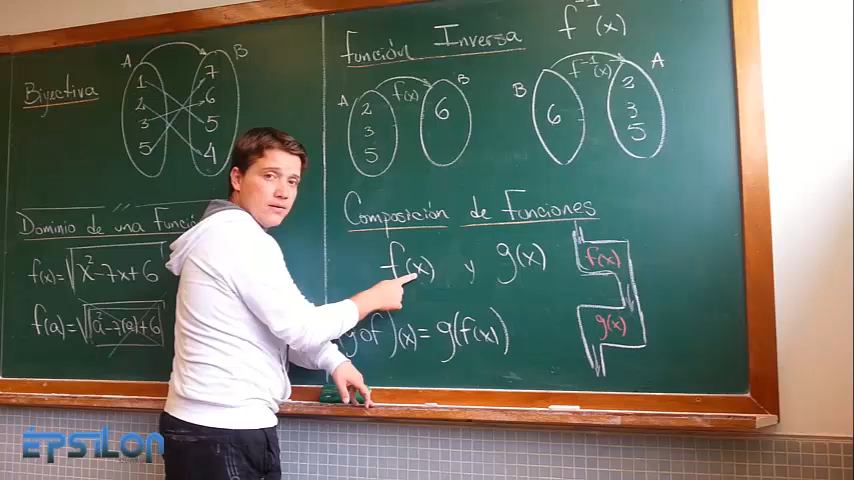 Biyectiva
A B
1 7
2 6
3 5
5 4
Dominio de una Función
f(x)=√x²-7x+6
f(a)=√a²-7(a)+6
Función Inversa f⁻¹(x)
A f(x) B
2
3 6
5
B f⁻¹(x) A
2
6 3
5
Composición de Funciones
f(x) y g(x)
(gof)(x)=g(f(x))
f(x)
g(x)
EPSILON